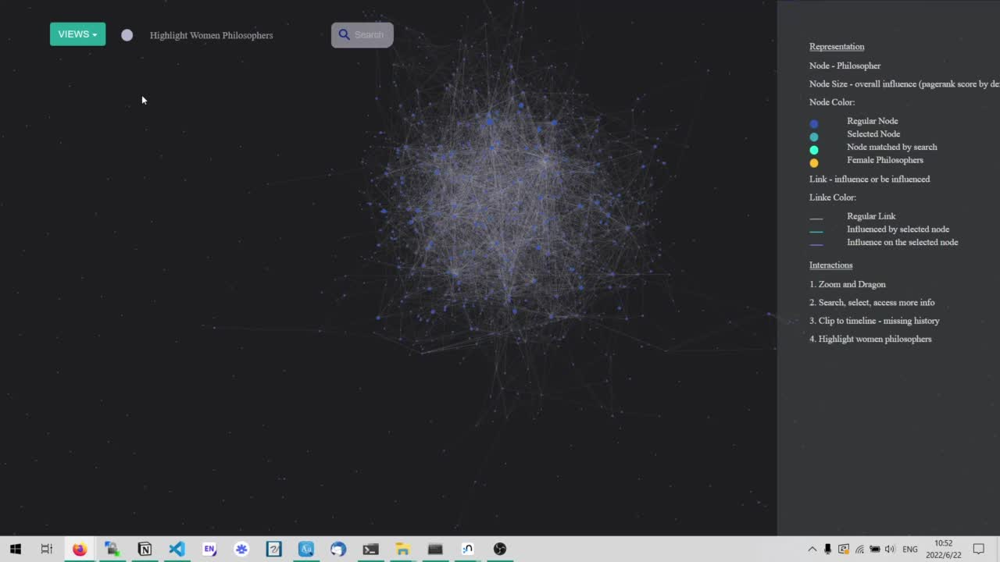 VIEWS
Highlight Women Philosophers
Search
Representation
Node - Philosopher
Node Size - overall influence (pagerank score by de
Node Color:
Regular Node
Selected Node
Node matched by search
Female Philosophers
Link - influence or be influenced
Linke Color:
Regular Link
Influenced by selected node
Influence on the selected node
Interactions
1. Zoom and Dragon
2. Search, select, access more info
3. Clip to timeline - missing history
4. Highlight women philosophers
EN
Au
ENG
10:52
2022/6/22